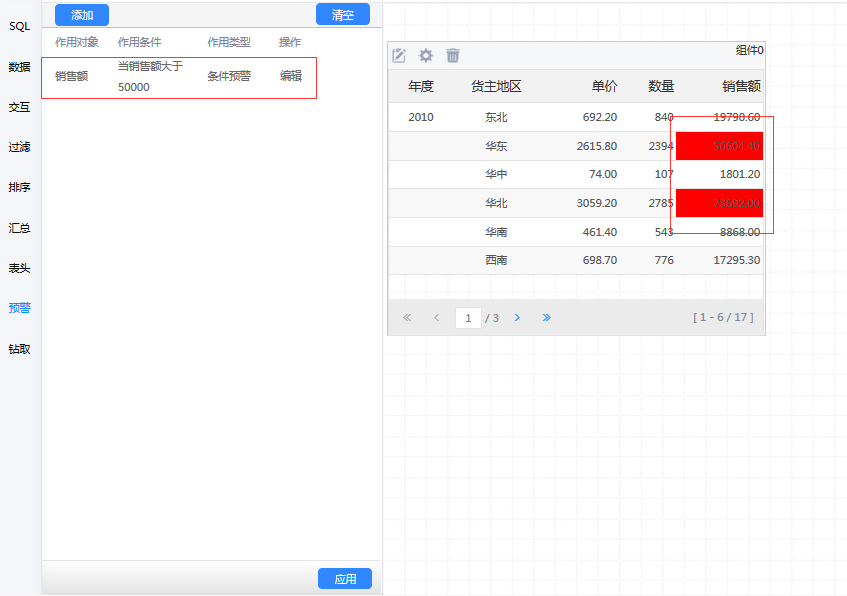 SQL
数据
交互
过滤
排序
汇总
表头
预警
钻取
添加 清空
作用对象 作用条件 作用类型 操作
销售额 当销售额大于50000 条件预警 编辑
应用
组件0
年度 货主地区 单价 数量 销售额
2010 东北 692.20 840 19790.60
华东 2615.80 2394 56604.40
华中 74.00 107 1801.20
华北 3059.20 2785 73692.00
华南 461.40 543 8868.00
西南 698.70 776 17295.30
1 / 3 [ 1 - 6 / 17 ]